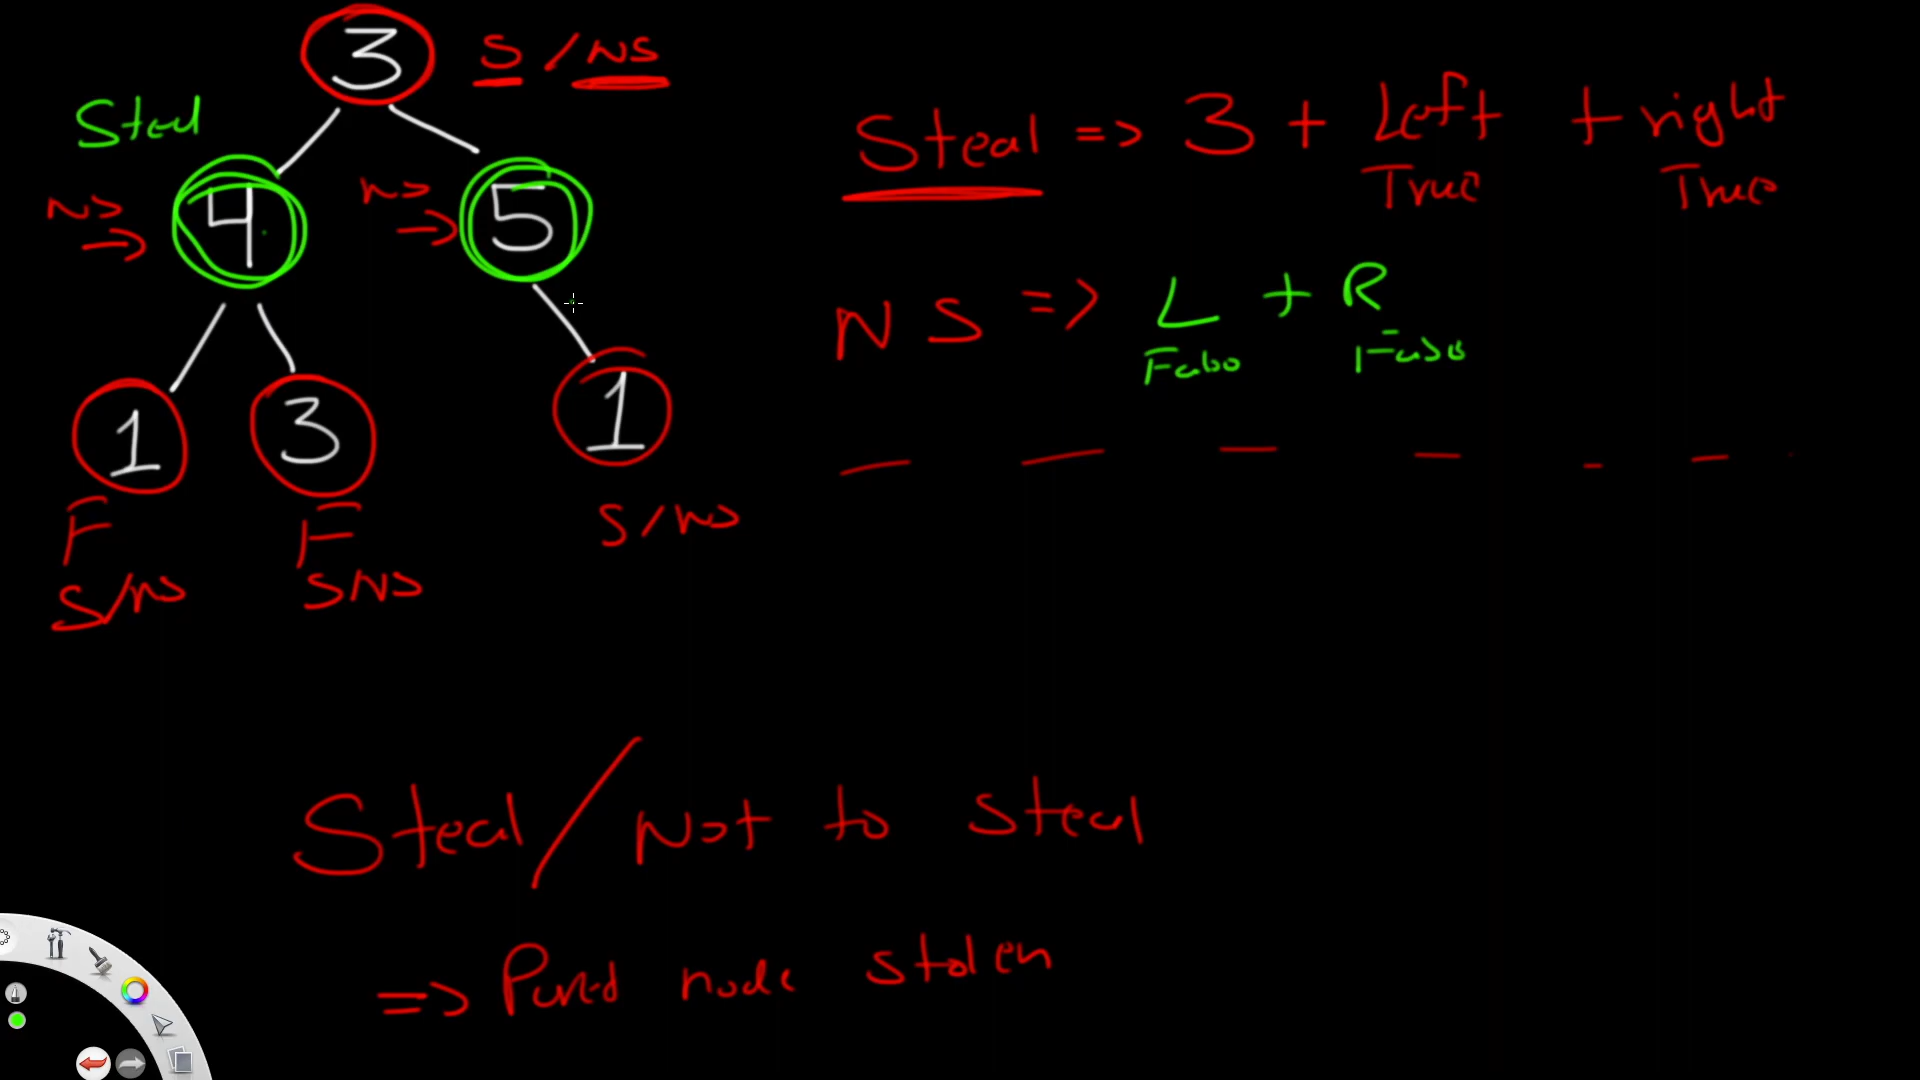 3 S / NS
Steal
Steal => 3 + Left + right
True True
NS => 4 NS => 5
NS => L + R
False False
1 3 1
F F
S/NS SNS S/NS
Steal/Not to steal
=> Parent node stolen